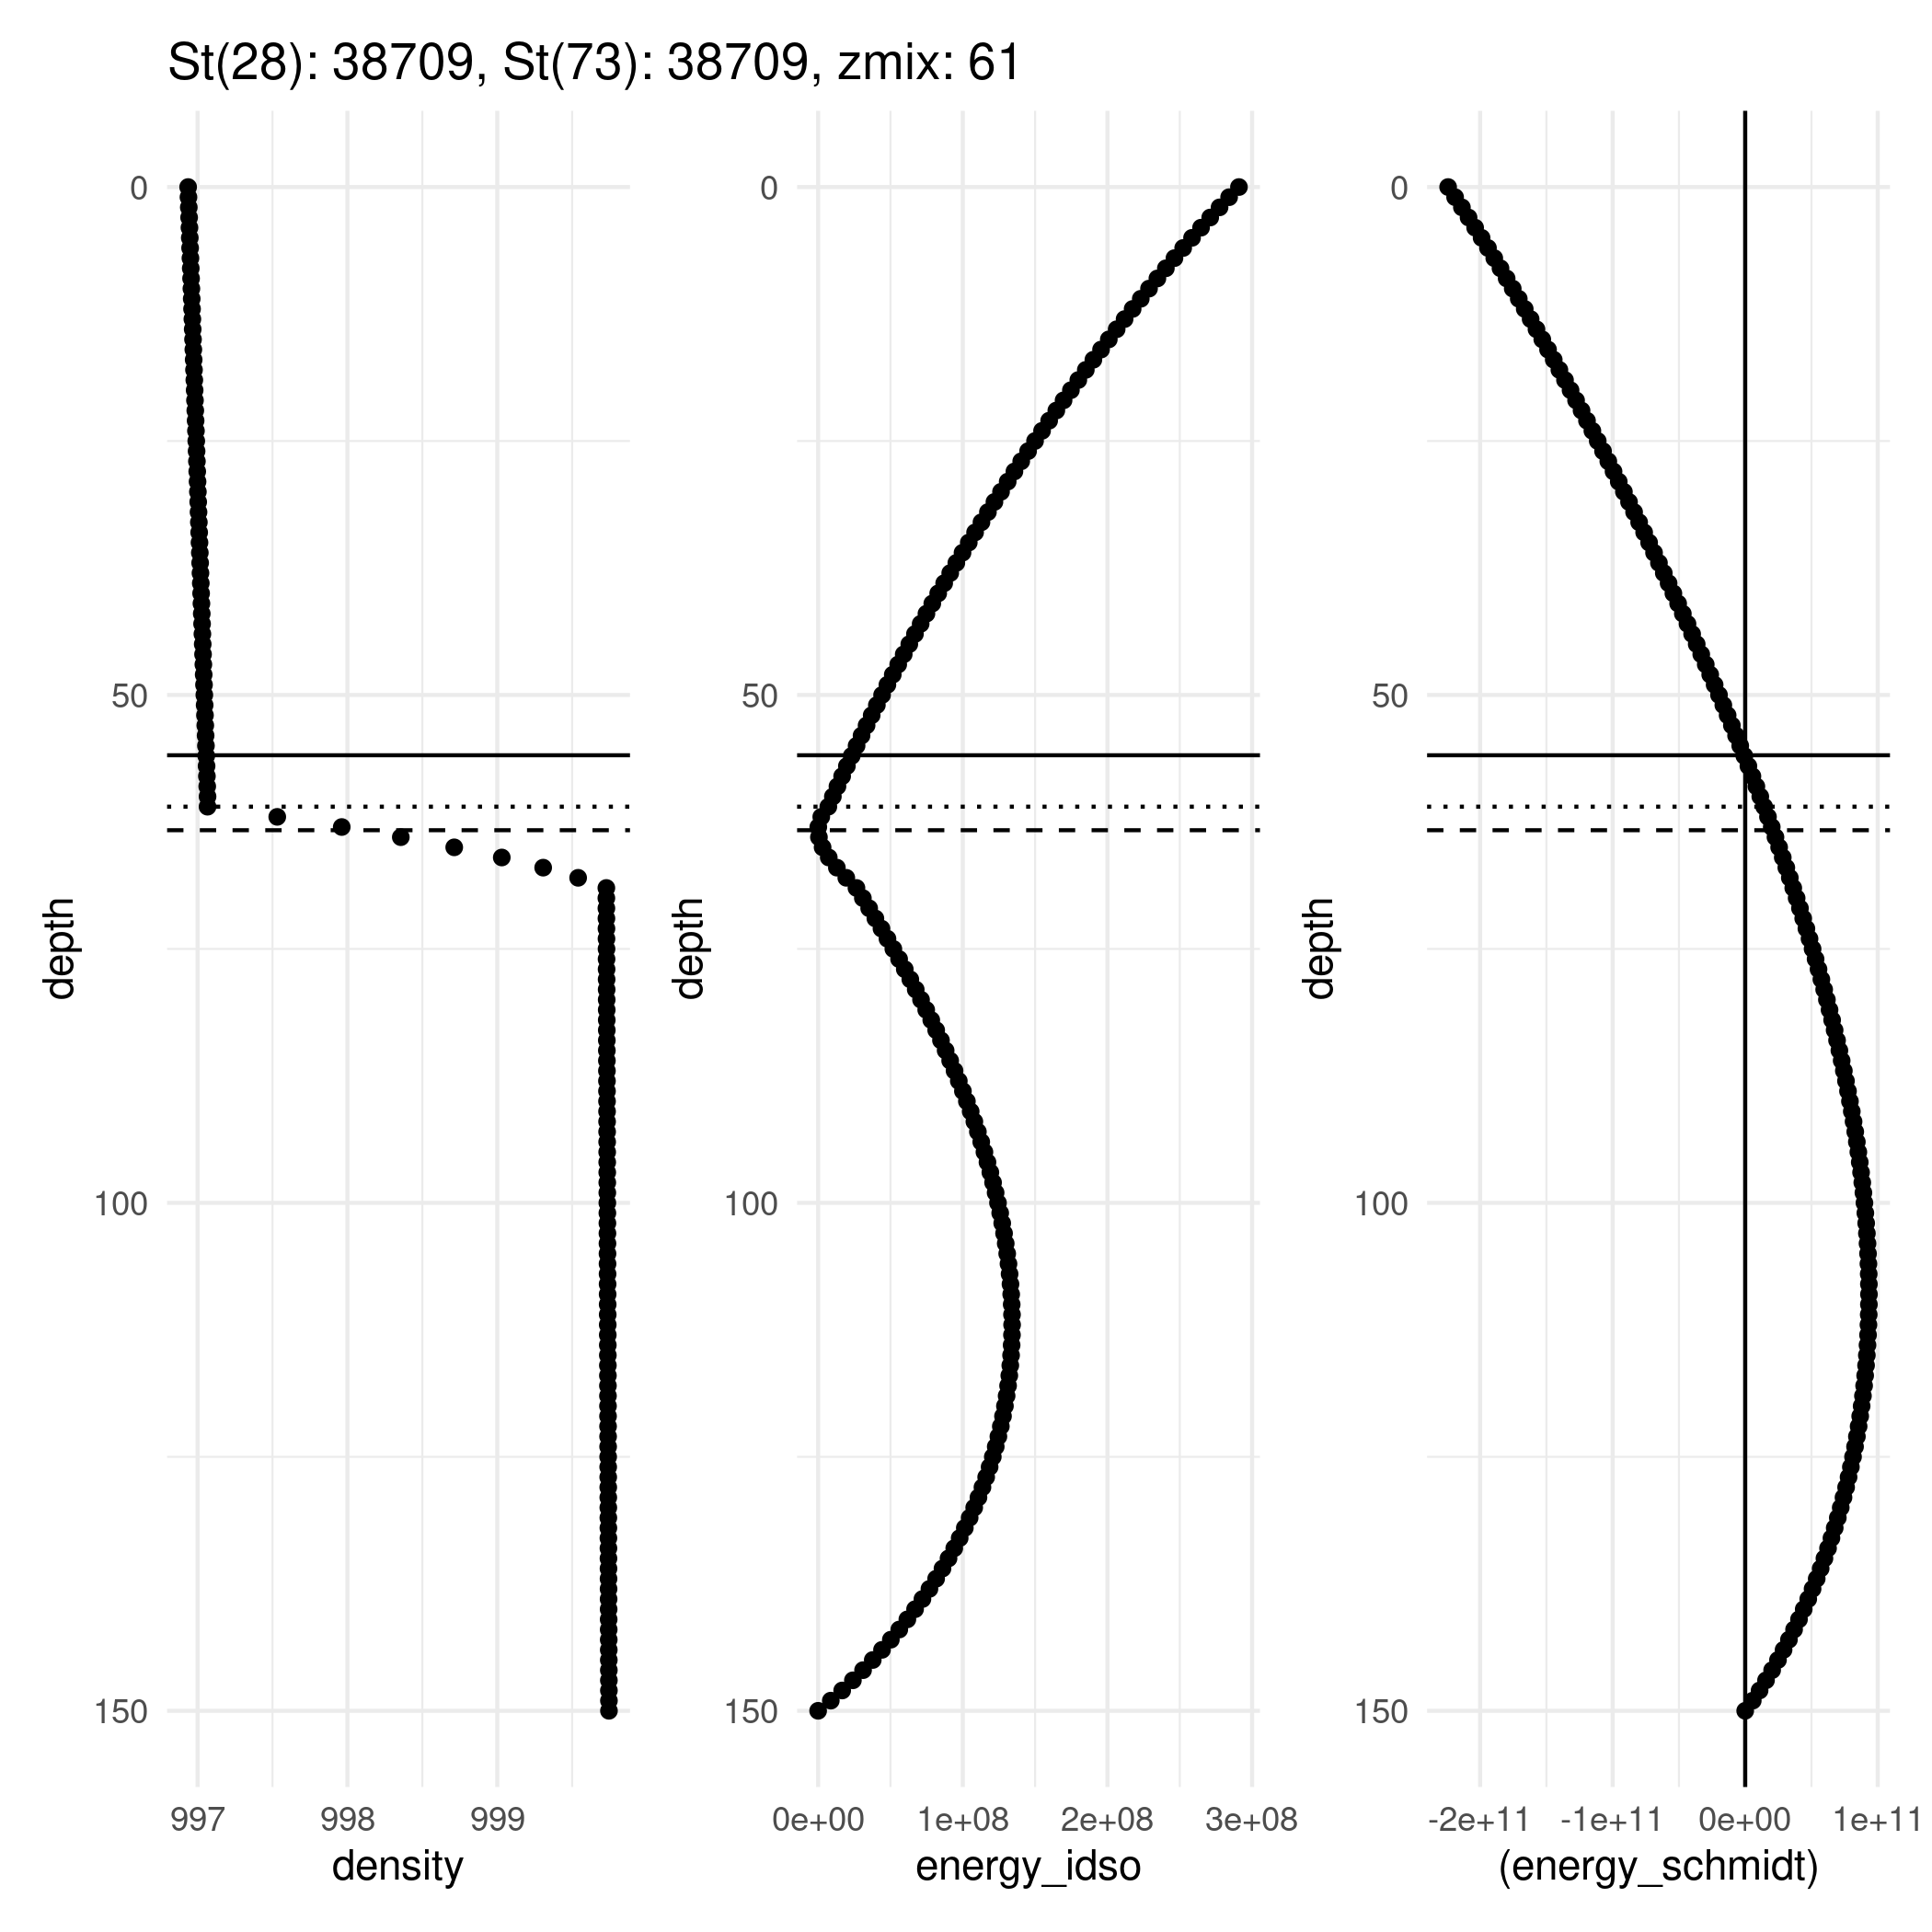 St(28): 38709, St(73): 38709, zmix: 61
0
50
100
150
depth
997
998
999
density
0
50
100
150
depth
0e+00
1e+08
2e+08
3e+08
energy_idso
0
50
100
150
depth
-2e+11
-1e+11
0e+00
1e+11
(energy_schmidt)